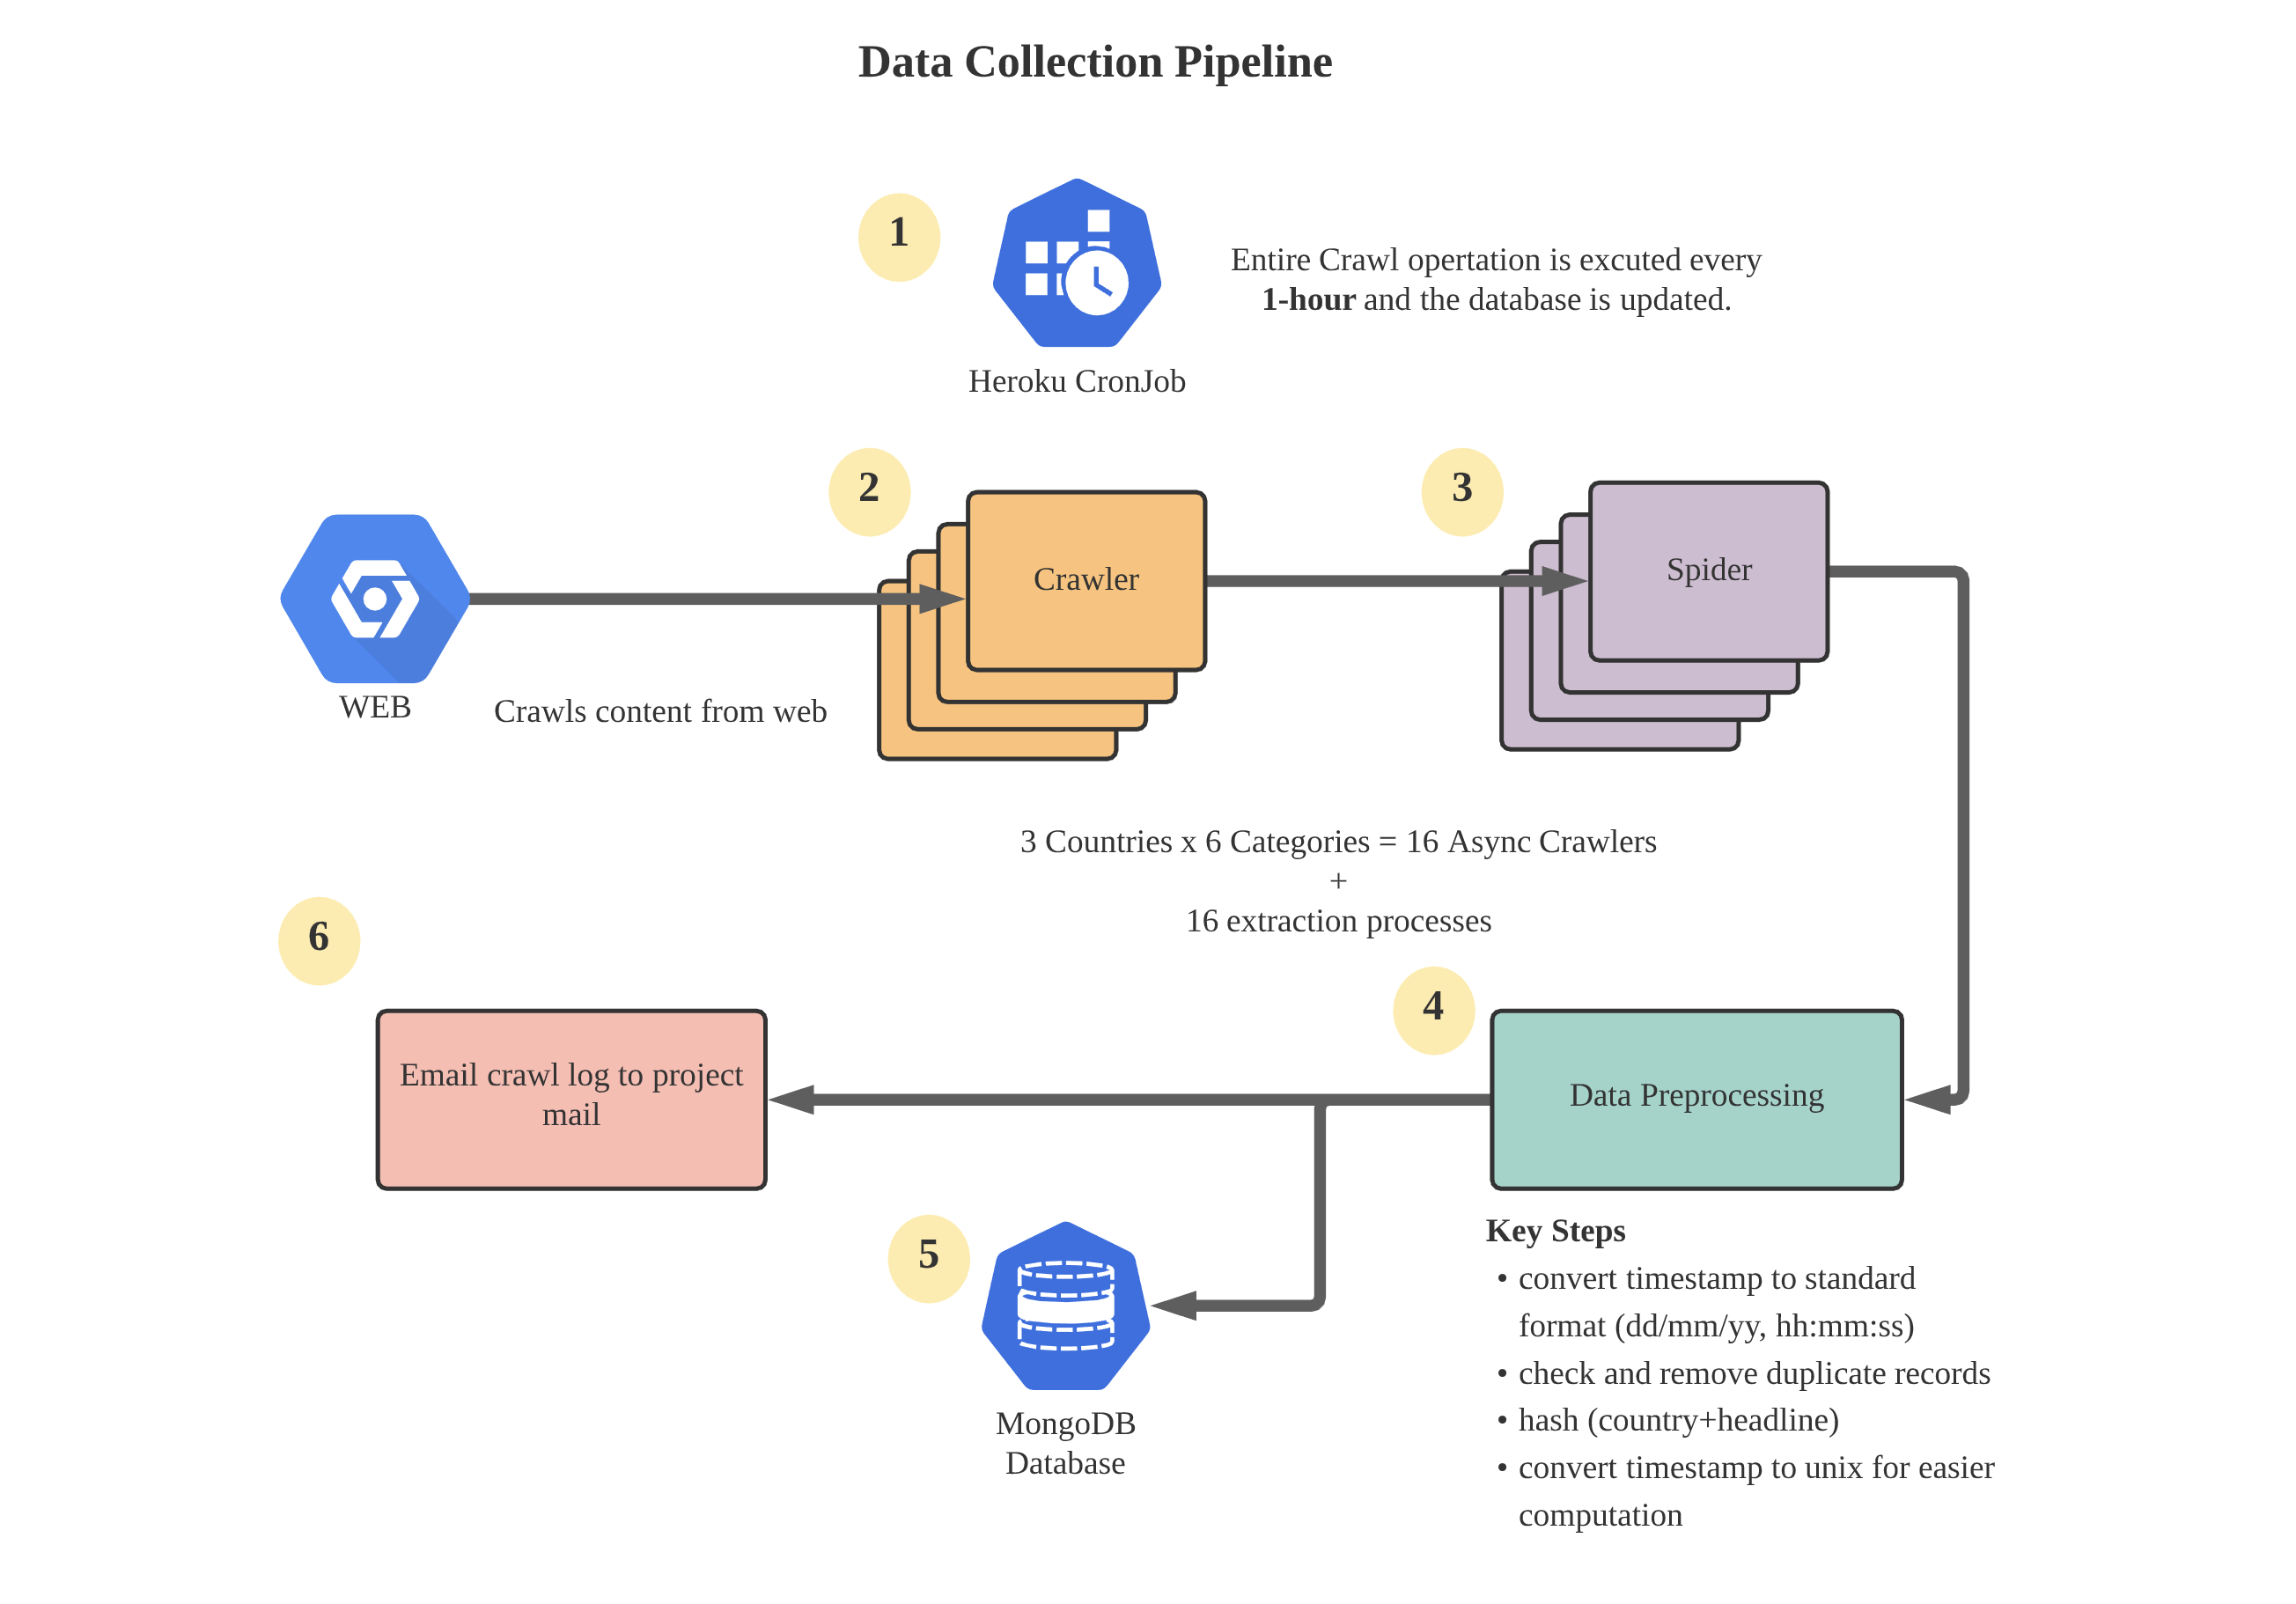 Data Collection Pipeline
1
Entire Crawl opertation is excuted every
1-hour and the database is updated.
Heroku CronJob
2
3
Crawler
Spider
WEB
Crawls content from web
3 Countries x 6 Categories = 16 Async Crawlers
+
16 extraction processes
6
4
Email crawl log to project
mail
Data Preprocessing
5
MongoDB
Database
Key Steps
• convert timestamp to standard
format (dd/mm/yy, hh:mm:ss)
• check and remove duplicate records
• hash (country+headline)
• convert timestamp to unix for easier
computation